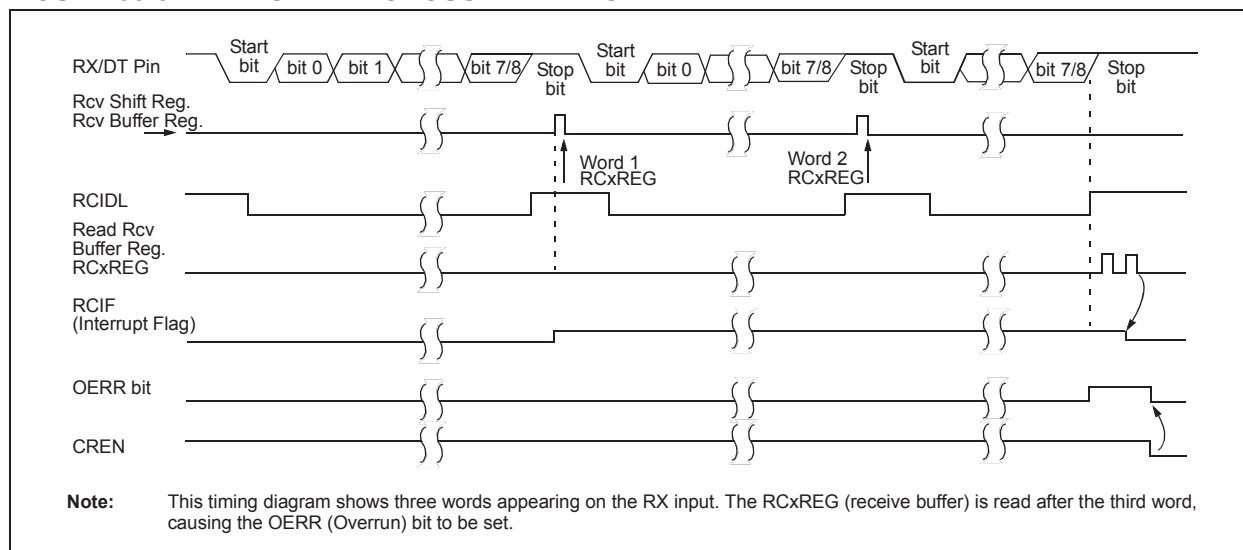 Start bit bit 0 bit 1 bit 7/8 Stop bit Start bit bit 0 bit 7/8 Stop bit Start bit bit 7/8 Stop bit
RX/DT Pin
Rcv Shift Reg.
Rcv Buffer Reg.
Word 1
RCxREG
Word 2
RCxREG
RCIDL
Read Rcv
Buffer Reg.
RCxREG
RCIF
(Interrupt Flag)
OERR bit
CREN
Note: This timing diagram shows three words appearing on the RX input. The RCxREG (receive buffer) is read after the third word,
causing the OERR (Overrun) bit to be set.